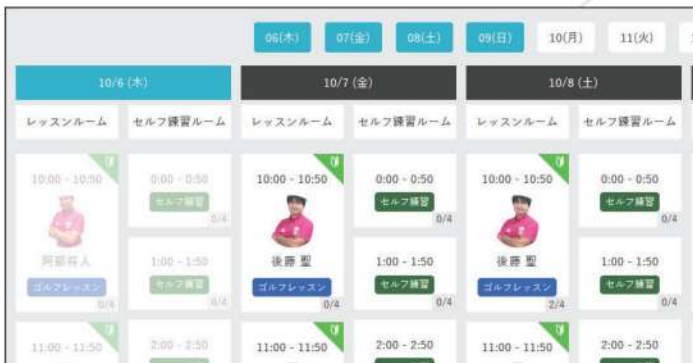 06(木) 07(金) 08(土) 09(日) 10(月) 11(火)
10/6 (木) 10/7 (金) 10/8 (土)
レッスンルーム セルフ練習ルーム レッスンルーム セルフ練習ルーム レッスンルーム セルフ練習ルーム
10:00 - 10:50 0:00 - 0:50 10:00 - 10:50 0:00 - 0:50 10:00 - 10:50 0:00 - 0:50
セルフ練習 セルフ練習 セルフ練習
0/4 0/4 0/4
阿部将人 1:00 - 1:50 後藤 聖 1:00 - 1:50 後藤 聖 1:00 - 1:50
ゴルフレッスン セルフ練習 ゴルフレッスン セルフ練習 ゴルフレッスン セルフ練習
0/4 0/4 0/4 0/4 2/4 0/4
11:00 - 11:50 2:00 - 2:50 11:00 - 11:50 2:00 - 2:50 11:00 - 11:50 2:00 - 2:50